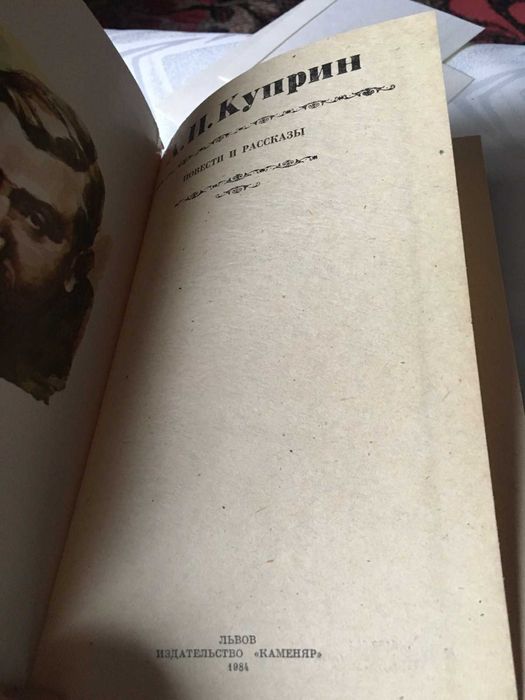 А. И. Куприн
ПОВЕСТИ И РАССКАЗЫ
ЛЬВОВ
ИЗДАТЕЛЬСТВО «КАМЕНЯР»
1984